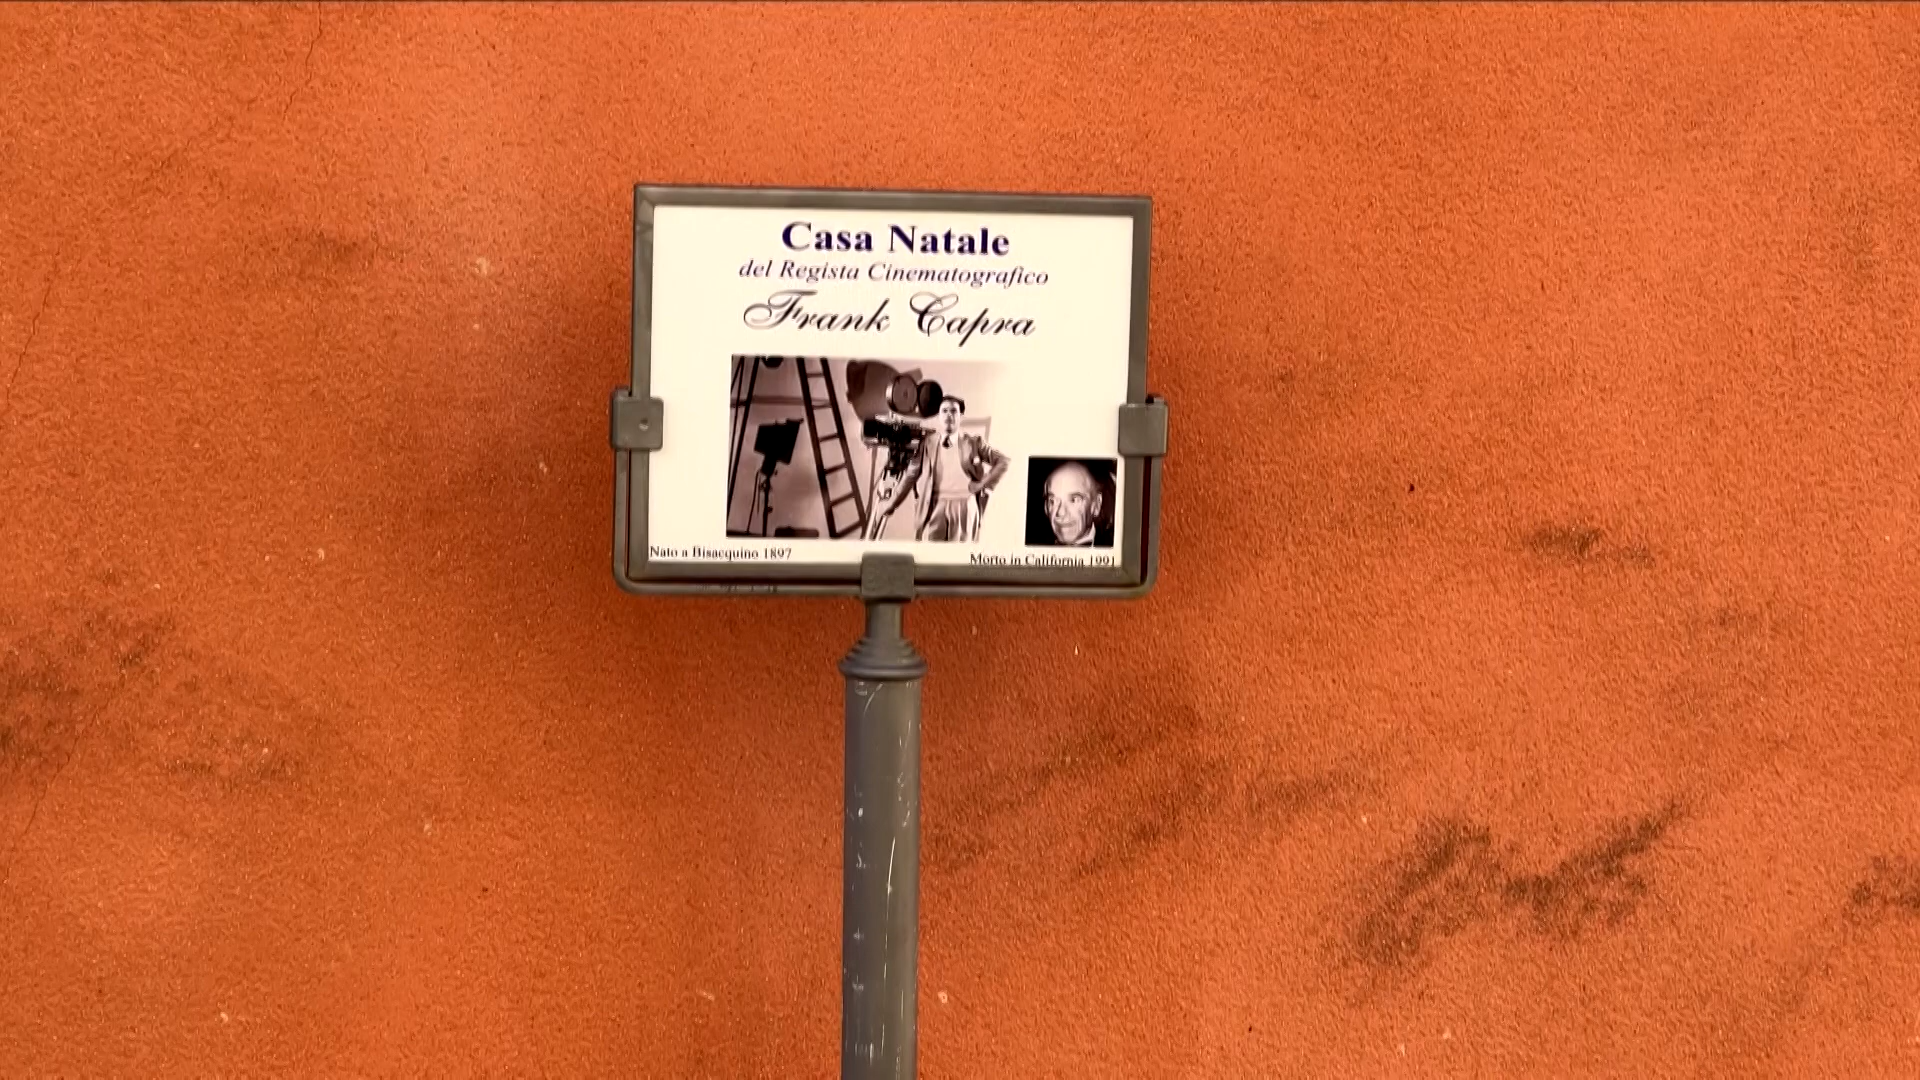 Casa Natale
del Regista Cinematografico
Frank Capra
Nato a Bisacquino 1897
Morto in California 1991